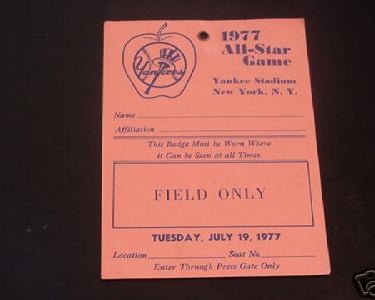 Yankees
1977
All-Star
Game
Yankee Stadium
New York, N. Y.
Name
Affiliation
This Badge Must be Worn Where
it Can be Seen at all Times.
FIELD ONLY
TUESDAY, JULY 19, 1977
Location Seat No.
Enter Through Press Gate Only